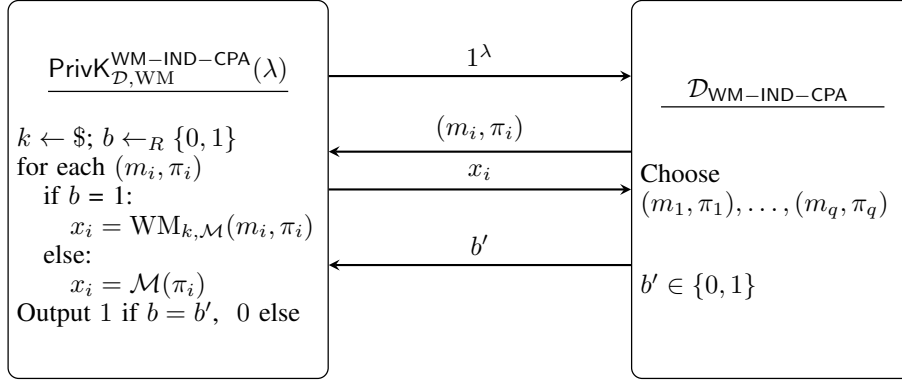 PrivK^{WM−IND−CPA}_{𝒟,WM}(λ)
k ← $; b ←_R {0, 1}
for each (m_i, π_i)
if b = 1:
x_i = WM_{k,ℳ}(m_i, π_i)
else:
x_i = ℳ(π_i)
Output 1 if b = b′, 0 else
1^λ
(m_i, π_i)
x_i
b′
𝒟_{WM−IND−CPA}
Choose
(m_1, π_1), . . . , (m_q, π_q)
b′ ∈ {0, 1}